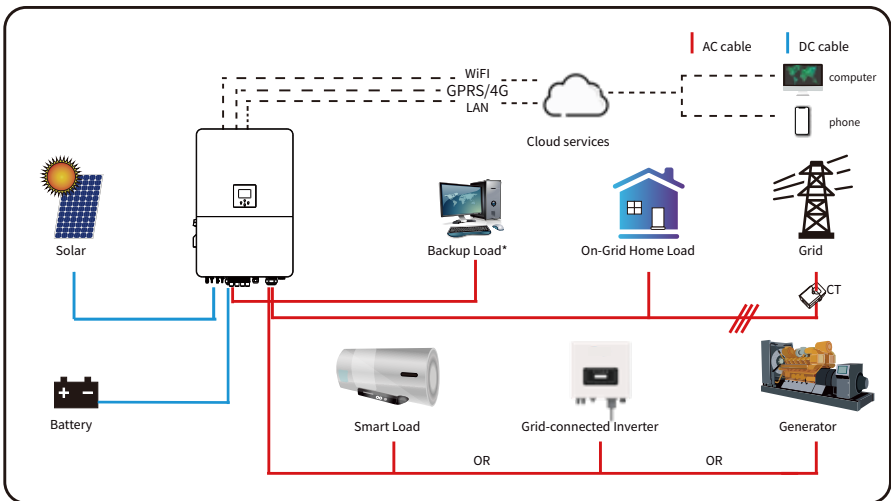 AC cable
DC cable
WiFI
GPRS/4G
LAN
computer
Cloud services
phone
Solar
Backup Load*
On-Grid Home Load
Grid
CT
Battery
Smart Load
Grid-connected Inverter
Generator
OR
OR